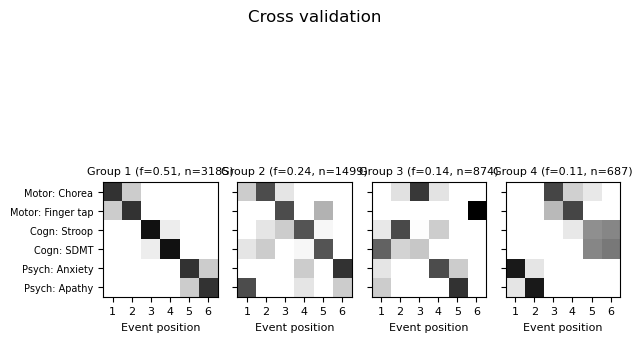 Cross validation
Group 1 (f=0.51, n=3185)
Group 2 (f=0.24, n=1499)
Group 3 (f=0.14, n=874)
Group 4 (f=0.11, n=687)
Motor: Chorea
Motor: Finger tap
Cogn: Stroop
Cogn: SDMT
Psych: Anxiety
Psych: Apathy
1 2 3 4 5 6
1 2 3 4 5 6
1 2 3 4 5 6
1 2 3 4 5 6
Event position
Event position
Event position
Event position